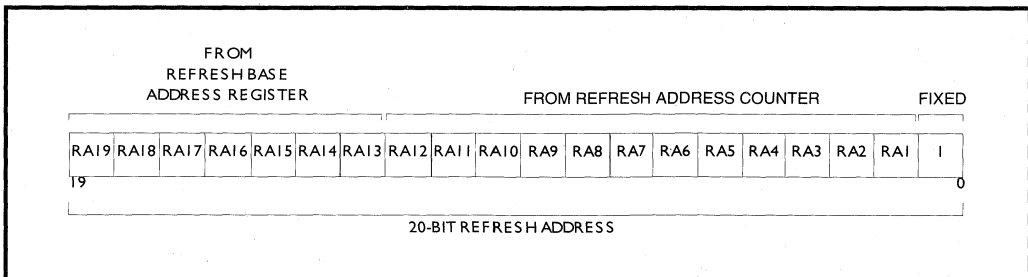 FROM
REFRESH BASE
ADDRESS REGISTER
FROM REFRESH ADDRESS COUNTER
FIXED
RA19 RA18 RA17 RA16 RA15 RA14 RA13 RA12 RA11 RA10 RA9 RA8 RA7 RA6 RA5 RA4 RA3 RA2 RA1 1
19 0
20-BIT REFRESH ADDRESS